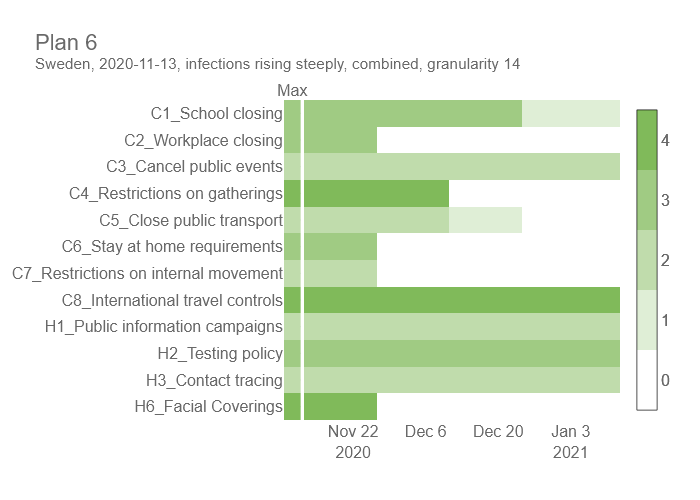 Plan 6
Sweden, 2020-11-13, infections rising steeply, combined, granularity 14
Max
C1_School closing
C2_Workplace closing
C3_Cancel public events
C4_Restrictions on gatherings
C5_Close public transport
C6_Stay at home requirements
C7_Restrictions on internal movement
C8_International travel controls
H1_Public information campaigns
H2_Testing policy
H3_Contact tracing
H6_Facial Coverings
Nov 22 Dec 6 Dec 20 Jan 3
2020 2021
4
3
2
1
0